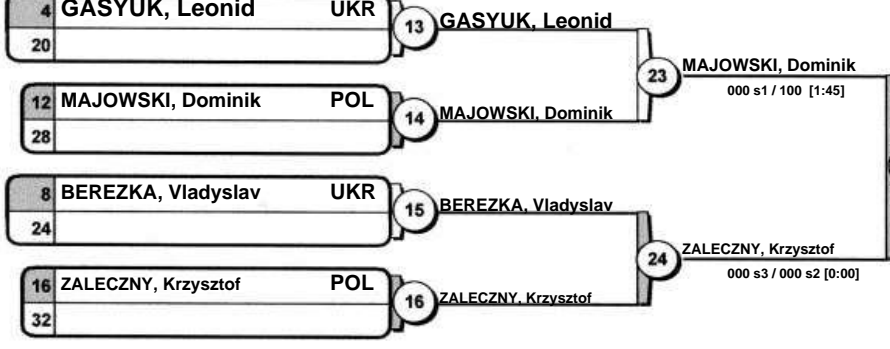 4 GASYUK, Leonid UKR
20
13
GASYUK, Leonid
12 MAJOWSKI, Dominik POL
28
14
MAJOWSKI, Dominik
23
MAJOWSKI, Dominik
000 s1 / 100 [1:45]
8 BEREZKA, Vladyslav UKR
24
15
BEREZKA, Vladyslav
16 ZALECZNY, Krzysztof POL
32
16
ZALECZNY, Krzysztof
24
ZALECZNY, Krzysztof
000 s3 / 000 s2 [0:00]